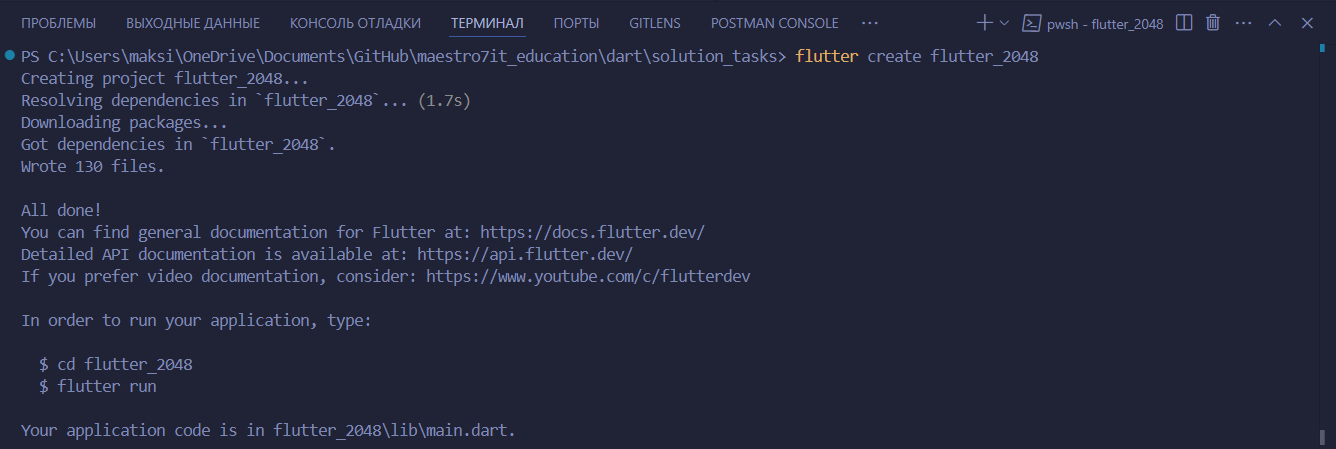 ПРОБЛЕМЫ ВЫХОДНЫЕ ДАННЫЕ КОНСОЛЬ ОТЛАДКИ ТЕРМИНАЛ ПОРТЫ GITLENS POSTMAN CONSOLE ··· pwsh - flutter_2048 ···
PS C:\Users\maksi\OneDrive\Documents\GitHub\maestro7it_education\dart\solution_tasks> flutter create flutter_2048
Creating project flutter_2048...
Resolving dependencies in `flutter_2048`... (1.7s)
Downloading packages...
Got dependencies in `flutter_2048`.
Wrote 130 files.
All done!
You can find general documentation for Flutter at: https://docs.flutter.dev/
Detailed API documentation is available at: https://api.flutter.dev/
If you prefer video documentation, consider: https://www.youtube.com/c/flutterdev
In order to run your application, type:
$ cd flutter_2048
$ flutter run
Your application code is in flutter_2048\lib\main.dart.